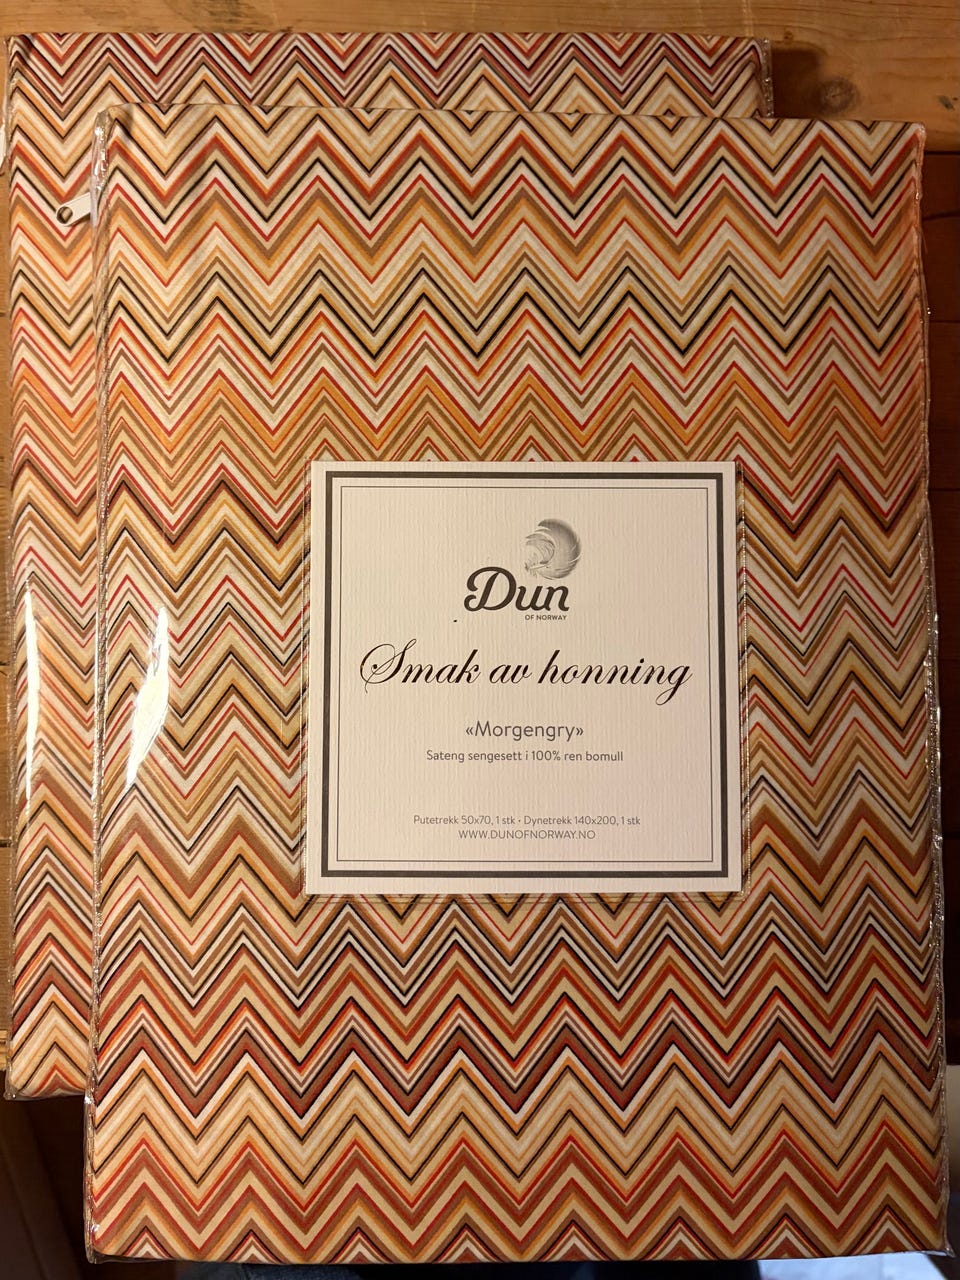 Dun
OF NORWAY
Smak av honning
«Morgengry»
Sateng sengesett i 100% ren bomull
Putetrekk 50x70, 1 stk • Dynetrekk 140x200, 1 stk
WWW.DUNOFNORWAY.NO